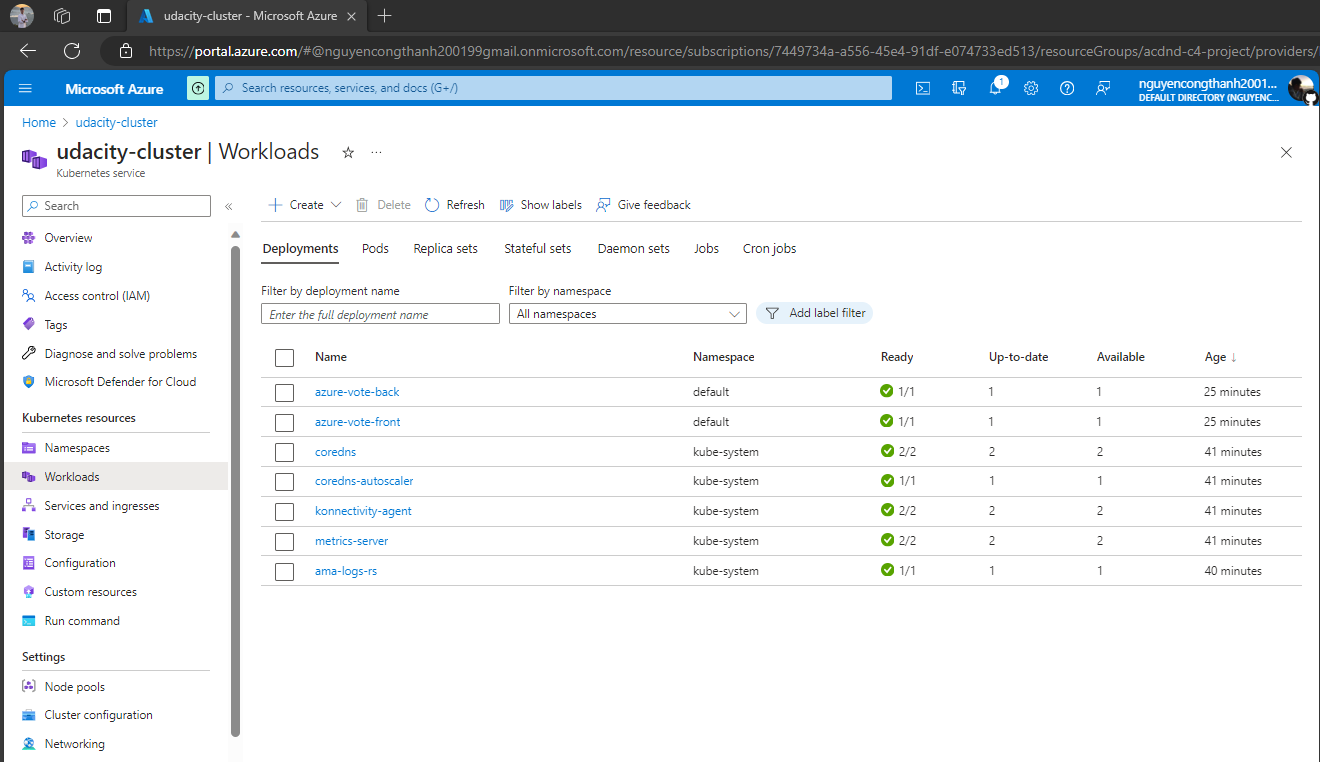 udacity-cluster - Microsoft Azure
https://portal.azure.com/#@nguyencongthanh200199gmail.onmicrosoft.com/resource/subscriptions/7449734a-a556-45e4-91df-e074733ed513/resourceGroups/acdnd-c4-project/providers/
Microsoft Azure
Search resources, services, and docs (G+/)
1
nguyencongthanh2001...
DEFAULT DIRECTORY (NGUYENC...
Home > udacity-cluster
udacity-cluster | Workloads
Kubernetes service
Search
Create
Delete
Refresh
Show labels
Give feedback
Overview
Activity log
Access control (IAM)
Tags
Diagnose and solve problems
Microsoft Defender for Cloud
Kubernetes resources
Namespaces
Workloads
Services and ingresses
Storage
Configuration
Custom resources
Run command
Settings
Node pools
Cluster configuration
Networking
Deployments Pods Replica sets Stateful sets Daemon sets Jobs Cron jobs
Filter by deployment name
Enter the full deployment name
Filter by namespace
All namespaces
Add label filter
Name Namespace Ready Up-to-date Available Age ↓
azure-vote-back default 1/1 1 1 25 minutes
azure-vote-front default 1/1 1 1 25 minutes
coredns kube-system 2/2 2 2 41 minutes
coredns-autoscaler kube-system 1/1 1 1 41 minutes
konnectivity-agent kube-system 2/2 2 2 41 minutes
metrics-server kube-system 2/2 2 2 41 minutes
ama-logs-rs kube-system 1/1 1 1 40 minutes